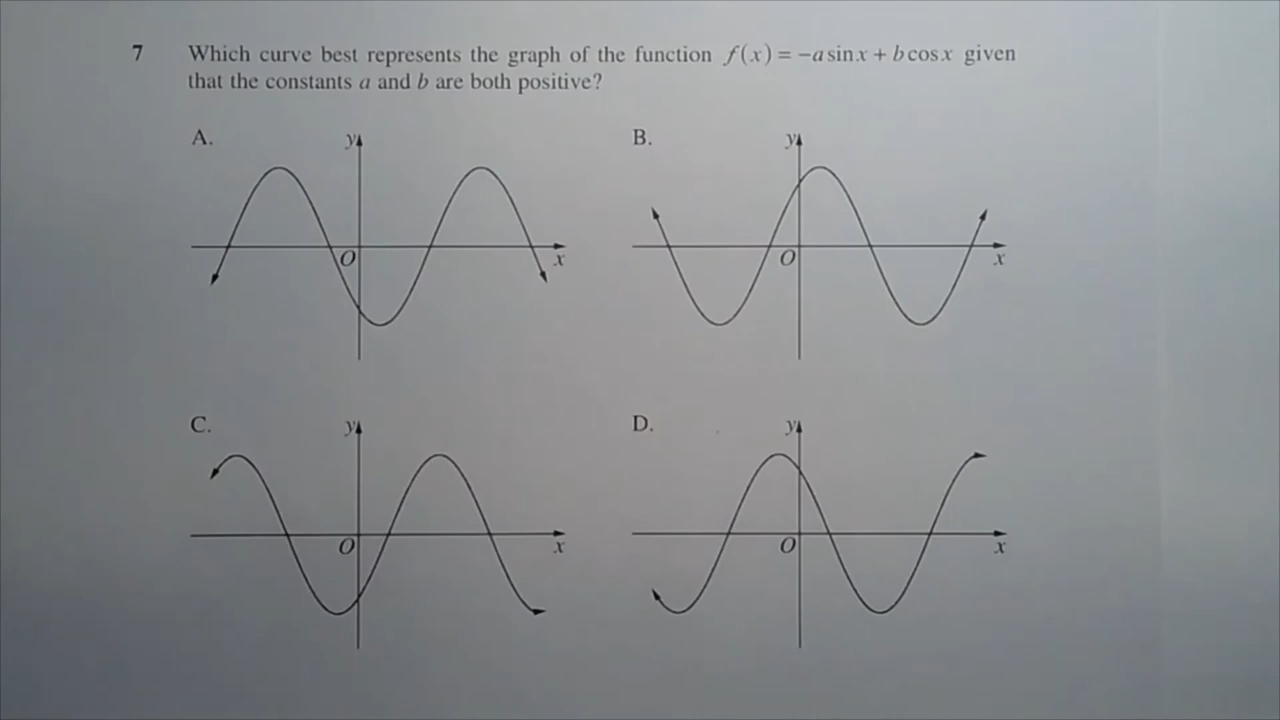 7 Which curve best represents the graph of the function f(x) = −a sin x + b cos x given
that the constants a and b are both positive?
A.
y
O
x
B.
y
O
x
C.
y
O
x
D.
y
O
x